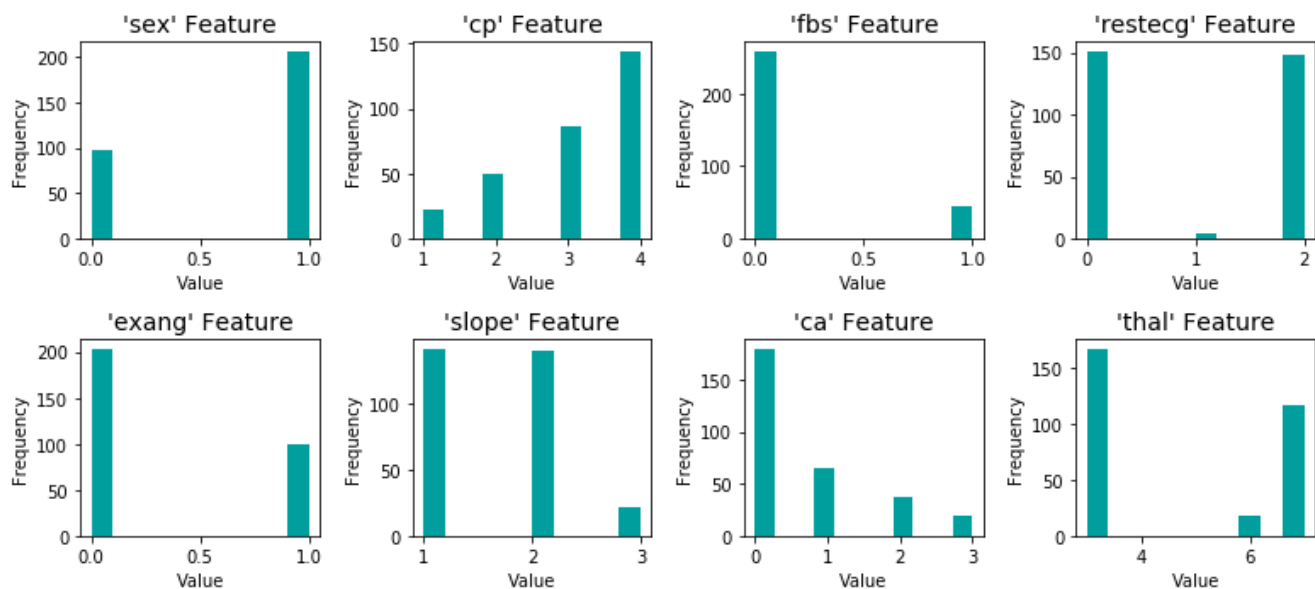 'sex' Feature
200
150
100
50
0
Frequency
0.0 0.5 1.0
Value
'cp' Feature
150
100
50
0
Frequency
1 2 3 4
Value
'fbs' Feature
200
100
0
Frequency
0.0 0.5 1.0
Value
'restecg' Feature
150
100
50
0
Frequency
0 1 2
Value
'exang' Feature
200
150
100
50
0
Frequency
0.0 0.5 1.0
Value
'slope' Feature
100
50
0
Frequency
1 2 3
Value
'ca' Feature
150
100
50
0
Frequency
0 1 2 3
Value
'thal' Feature
150
100
50
0
Frequency
4 6
Value